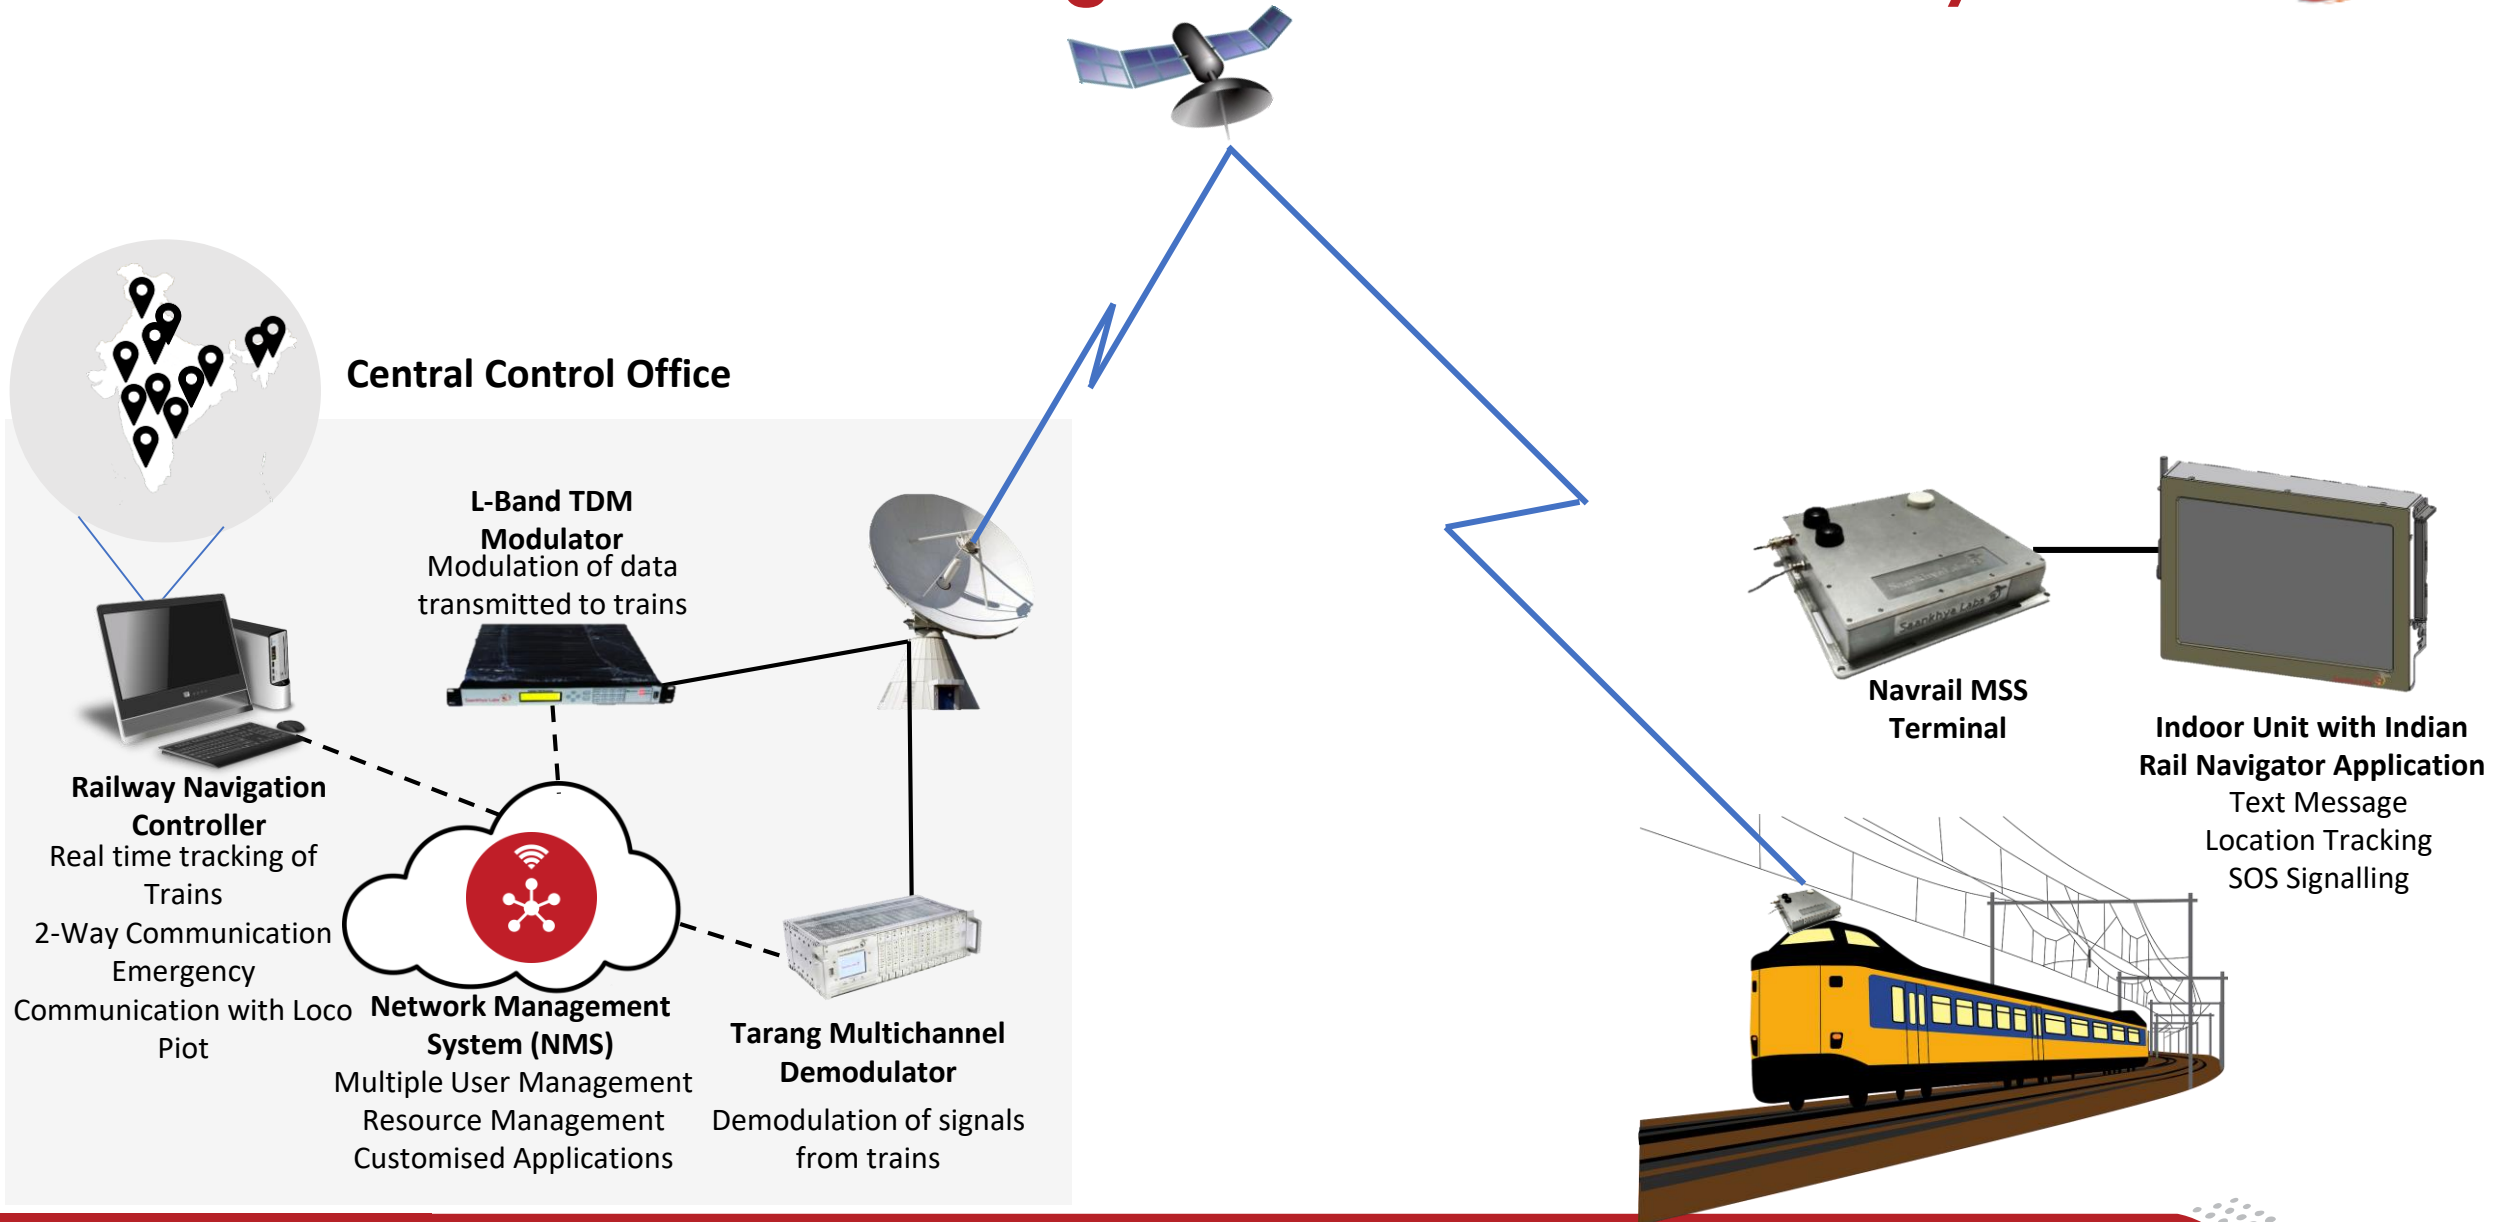 Central Control Office
L-Band TDM
Modulator
Modulation of data
transmitted to trains
Railway Navigation
Controller
Real time tracking of
Trains
2-Way Communication
Emergency
Communication with Loco
Piot
Network Management
System (NMS)
Multiple User Management
Resource Management
Customised Applications
Tarang Multichannel
Demodulator
Demodulation of signals
from trains
Saankhya Labs
Navrail MSS
Terminal
Indoor Unit with Indian
Rail Navigator Application
Text Message
Location Tracking
SOS Signalling